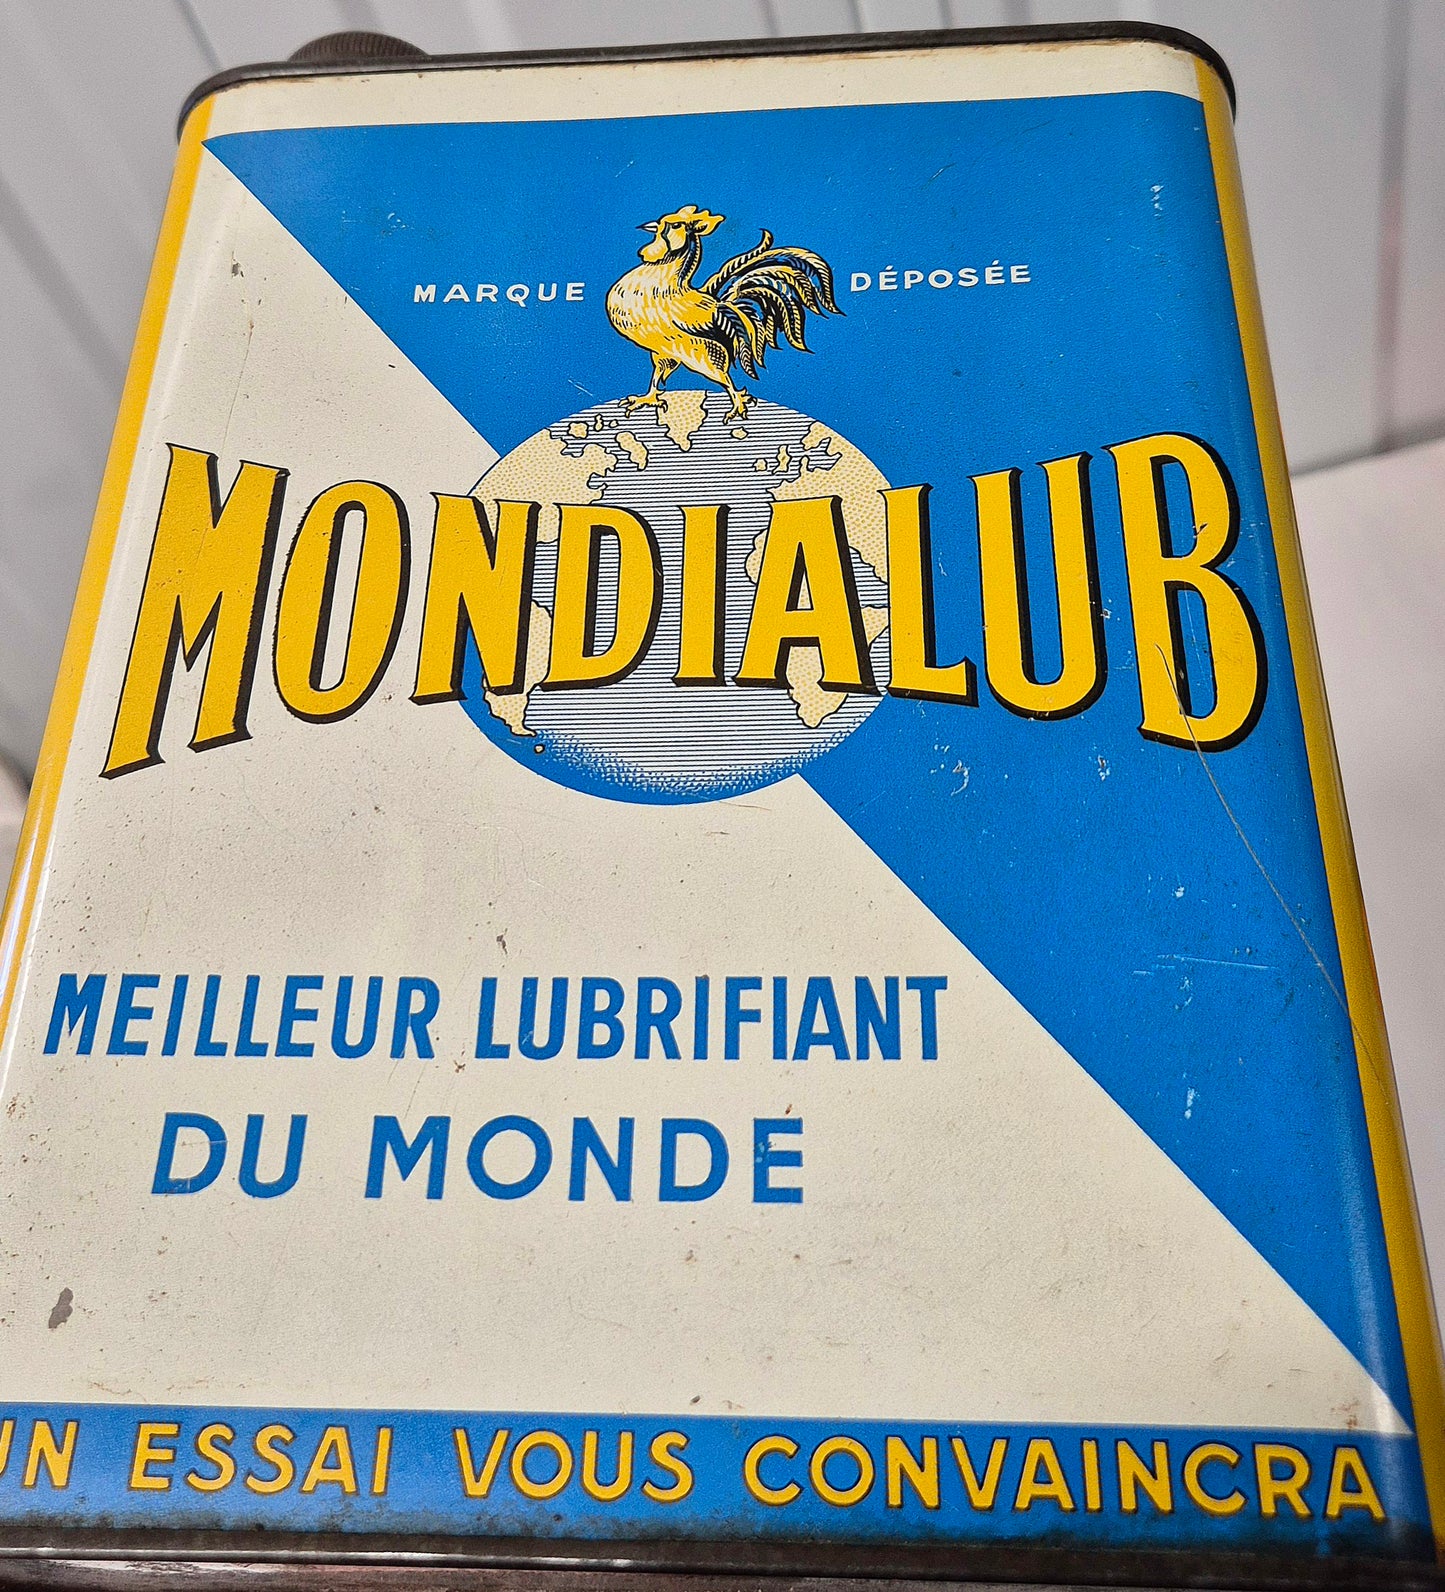 MARQUE DÉPOSÉE
MONDIALUB
MEILLEUR LUBRIFIANT
DU MONDE
UN ESSAI VOUS CONVAINCRA